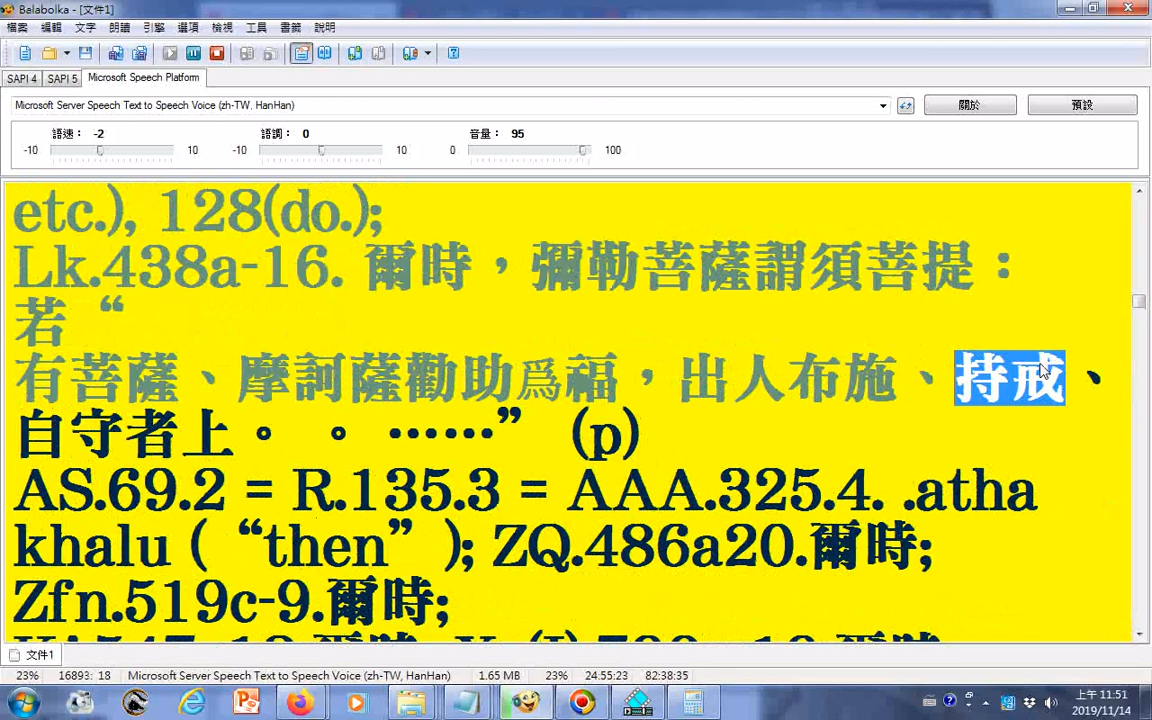 Balabolka - [文件1]
檔案 編輯 文字 朗讀 引擎 選項 檢視 工具 書籤 說明
SAPI 4 SAPI 5 Microsoft Speech Platform
Microsoft Server Speech Text to Speech Voice (zh-TW, HanHan) 關於 預設
語速： -2 語調： 0 音量： 95
-10 10 -10 10 0 100
etc.), 128(do.);
Lk.438a-16. 爾時，彌勒菩薩謂須菩提：
若“
有菩薩、摩訶薩勸助爲福，出人布施、持戒、
自守者上。 。 ……” (p)
AS.69.2 = R.135.3 = AAA.325.4. .atha
khalu (“then”); ZQ.486a20.爾時;
Zfn.519c-9.爾時;
文件1
23% 16893: 18 Microsoft Server Speech Text to Speech Voice (zh-TW, HanHan) 1.65 MB 23% 24:55:23 82:38:35
上午 11:51
2019/11/14